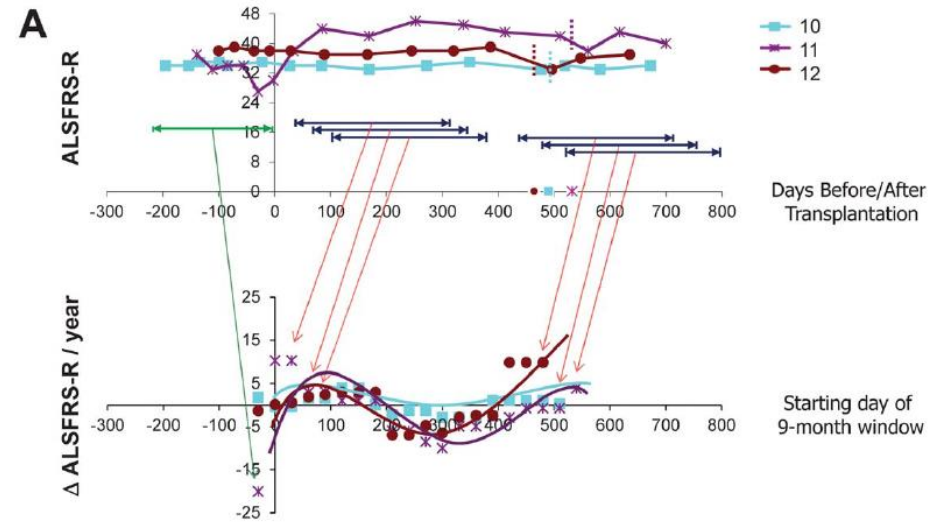 A
ALSFRS-R
48
40
32
24
16
8
0
-300 -200 -100 0 100 200 300 400 500 600 700 800
10
11
12
Days Before/After
Transplantation
Δ ALSFRS-R / year
25
15
5
-5
-15
-25
-300 -200 -100 0 100 200 300 400 500 600 700 800
Starting day of
9-month window